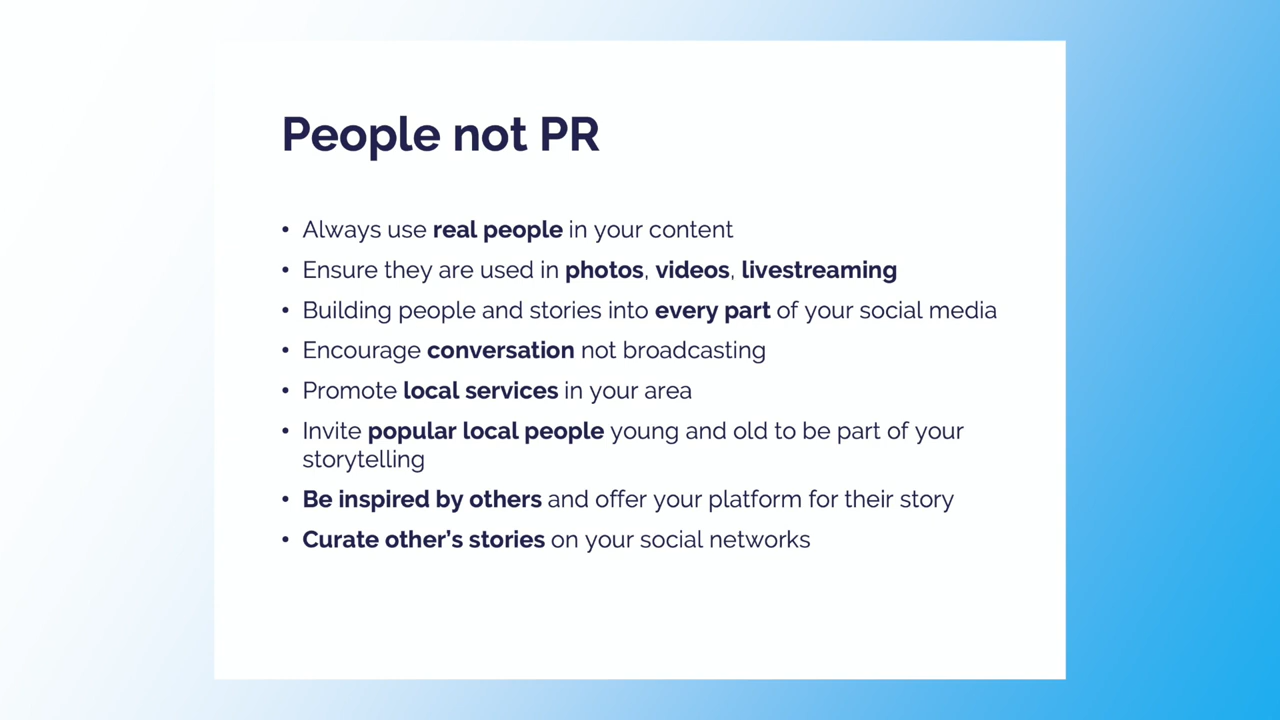 People not PR
• Always use real people in your content
• Ensure they are used in photos, videos, livestreaming
• Building people and stories into every part of your social media
• Encourage conversation not broadcasting
• Promote local services in your area
• Invite popular local people young and old to be part of your
storytelling
• Be inspired by others and offer your platform for their story
• Curate other's stories on your social networks